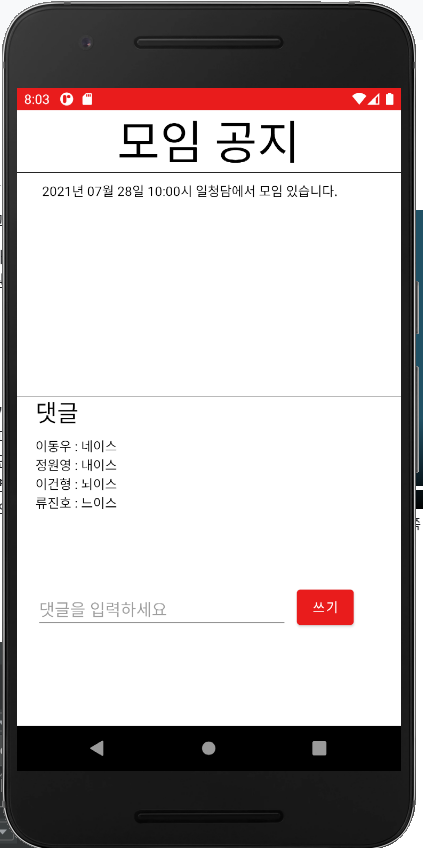 8:03
모임 공지
2021년 07월 28일 10:00시 일청담에서 모임 있습니다.
댓글
이동우 : 네이스
정원영 : 내이스
이건형 : 뇌이스
류진호 : 느이스
댓글을 입력하세요
쓰기